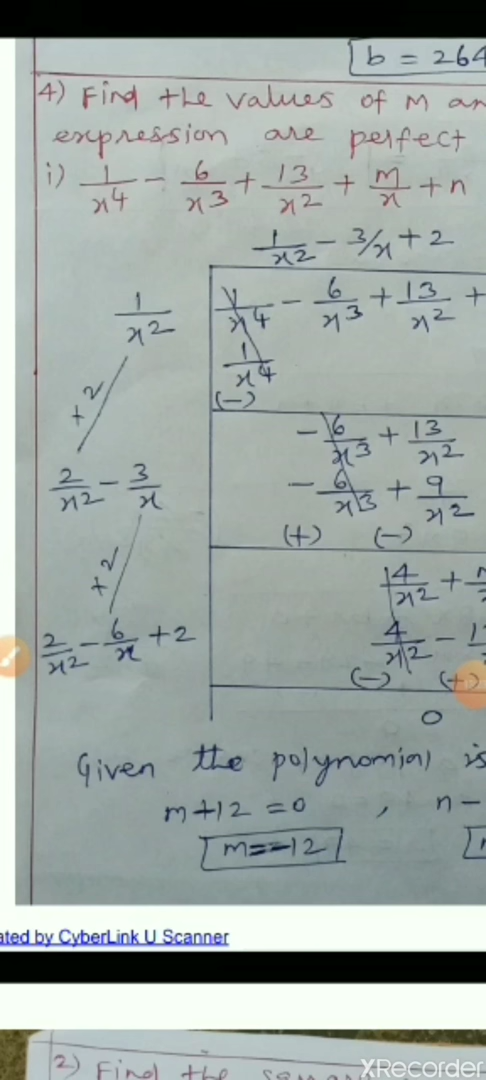 b = 264
4) Find the values of m an
expression are perfect
i) 1/x⁴ - 6/x³ + 13/x² + m/x + n
1/x² - 3/x + 2
1/x² 1/x⁴ - 6/x³ + 13/x² +
1/x⁴
(-)
+2
- 6/x³ + 13/x²
2/x² - 3/x - 6/x³ + 9/x²
(+) (-)
+2
4/x² +
2/x² - 6/x + 2 4/x² -
(-) (+)
0
Given the polynomial is
m+12 = 0 , n -
m = -12
ated by CyberLink U Scanner
2) Find the
XRecorder